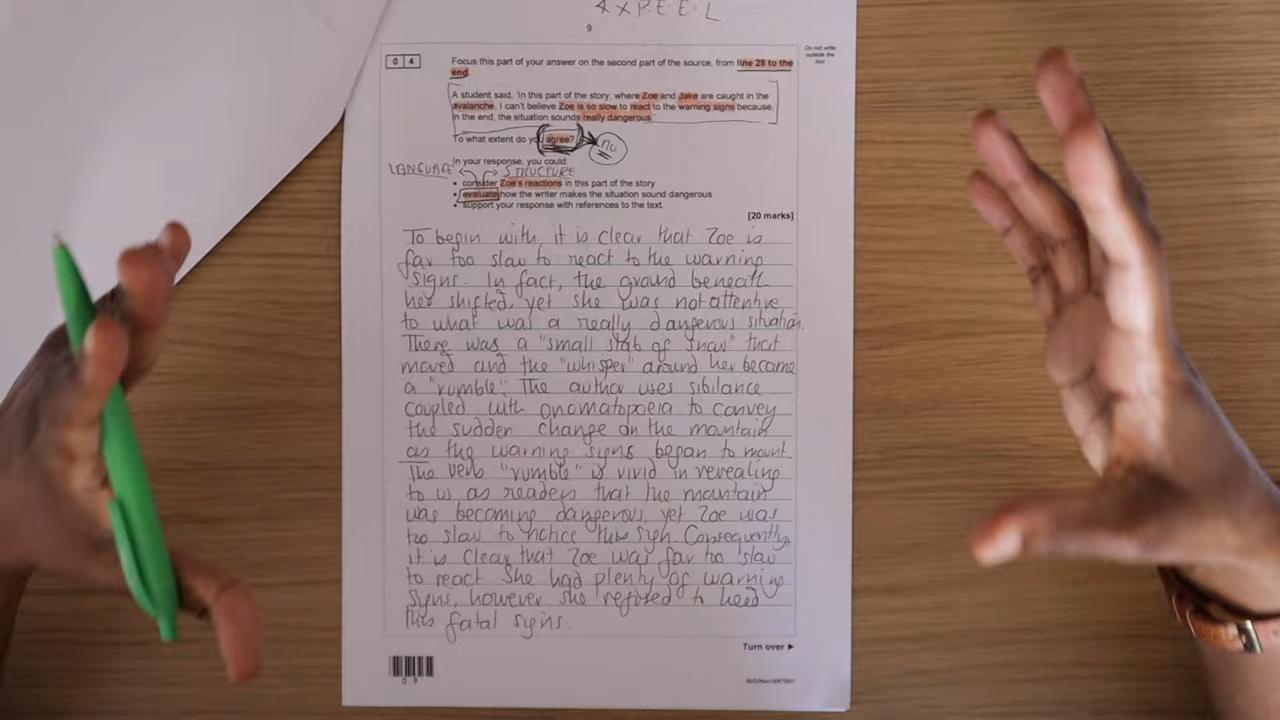 4 X P.E.E.L
9
Do not write
outside the
box
0 4
Focus this part of your answer on the second part of the source, from line 28 to the
end.
A student said, 'In this part of the story, where Zoe and Jake are caught in the
avalanche, I can't believe Zoe is so slow to react to the warning signs because,
in the end, the situation sounds really dangerous.'
To what extent do you agree?
no
In your response, you could:
LANGUAGE STRUCTURE
• consider Zoe's reactions in this part of the story
• evaluate how the writer makes the situation sound dangerous
• support your response with references to the text.
[20 marks]
To begin with, it is clear that Zoe is
far too slow to react to the warning
signs. In fact, the ground beneath
her shifted, yet she was not attentive
to what was a really dangerous situation.
There was a "small slab of snow" that
moved and the "whisper" around her became
a "rumble". The author uses sibilance
coupled with onomatopoeia to convey
the sudden change on the mountain
as the warning signs began to mount.
The verb "rumble" is vivid in revealing
to us as readers that the mountain
was becoming dangerous, yet Zoe was
too slow to notice this sign. Consequently,
it is clear that Zoe was far too slow
to react. She had plenty of warning
signs, however she refused to heed
this fatal signs.
Turn over
0 9